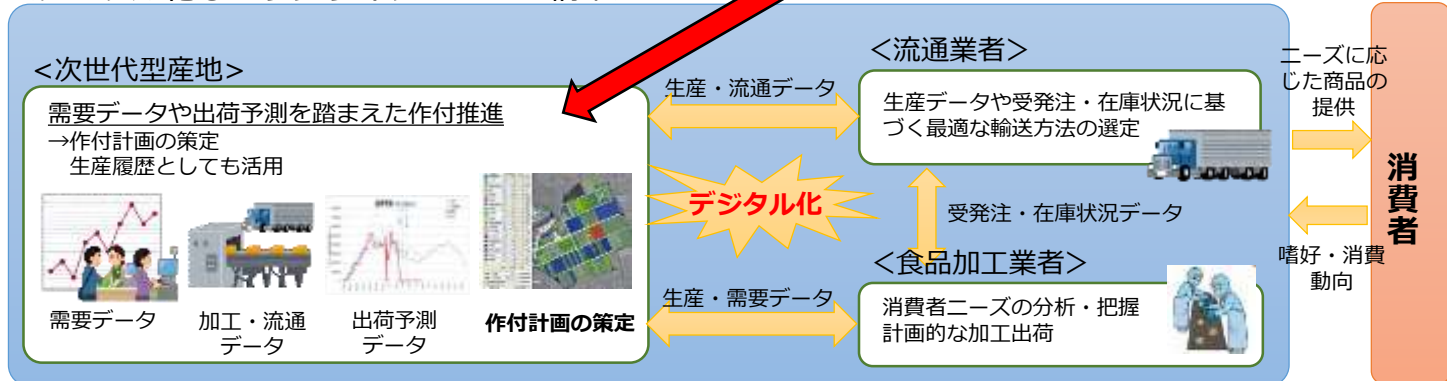 <次世代型産地>
需要データや出荷予測を踏まえた作付推進
→作付計画の策定
生産履歴としても活用
需要データ
加工・流通
データ
出荷予測
データ
作付計画の策定
生産・流通データ
デジタル化
生産・需要データ
<流通業者>
生産データや受発注・在庫状況に基
づく最適な輸送方法の選定
受発注・在庫状況データ
<食品加工業者>
消費者ニーズの分析・把握
計画的な加工出荷
ニーズに応
じた商品の
提供
嗜好・消費
動向
消費者